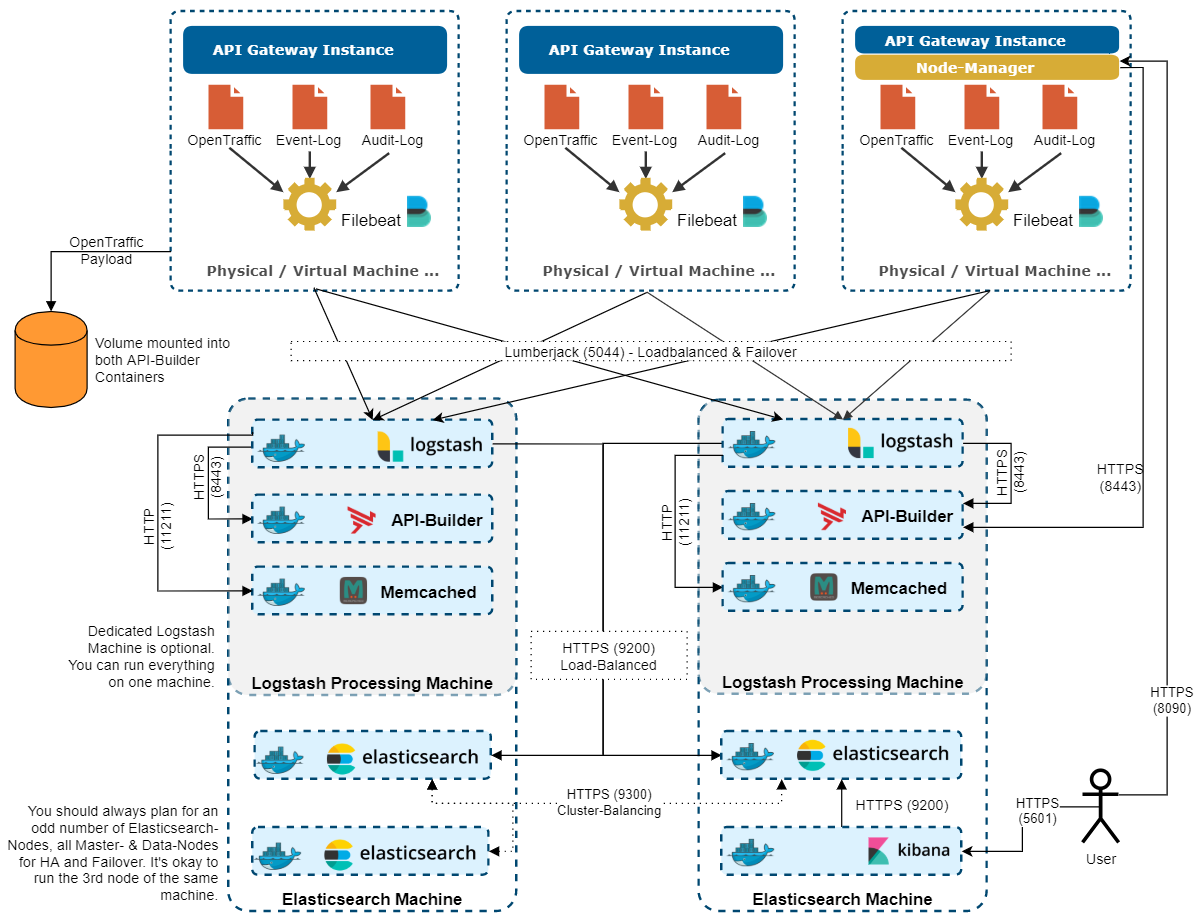 API Gateway Instance
OpenTraffic
Event-Log
Audit-Log
Filebeat
Physical / Virtual Machine ...
API Gateway Instance
OpenTraffic
Event-Log
Audit-Log
Filebeat
Physical / Virtual Machine ...
API Gateway Instance
Node-Manager
OpenTraffic
Event-Log
Audit-Log
Filebeat
Physical / Virtual Machine ...
OpenTraffic
Payload
Volume mounted into
both API-Builder
Containers
Lumberjack (5044) - Loadbalanced & Failover
logstash
API-Builder
Memcached
HTTPS
(8443)
HTTP
(11211)
Logstash Processing Machine
Dedicated Logstash
Machine is optional.
You can run everything
on one machine.
logstash
API-Builder
Memcached
HTTPS
(8443)
HTTP
(11211)
Logstash Processing Machine
HTTPS
(8443)
HTTPS (9200)
Load-Balanced
elasticsearch
elasticsearch
Elasticsearch Machine
You should always plan for an
odd number of Elasticsearch-
Nodes, all Master- & Data-Nodes
for HA and Failover. It's okay to
run the 3rd node of the same
machine.
HTTPS (9300)
Cluster-Balancing
elasticsearch
HTTPS (9200)
kibana
Elasticsearch Machine
HTTPS
(5601)
HTTPS
(8090)
User